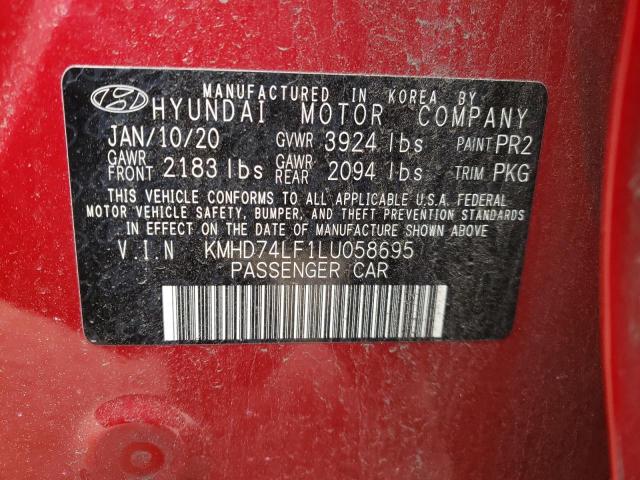 MANUFACTURED IN KOREA BY
HYUNDAI MOTOR COMPANY
JAN/10/20 GVWR 3924 lbs PAINT PR2
GAWR FRONT 2183 lbs GAWR REAR 2094 lbs TRIM PKG
THIS VEHICLE CONFORMS TO ALL APPLICABLE U.S.A. FEDERAL
MOTOR VEHICLE SAFETY, BUMPER, AND THEFT PREVENTION STANDARDS
IN EFFECT ON THE DATE OF MANUFACTURE SHOWN ABOVE.
V.I.N KMHD74LF1LU058695
PASSENGER CAR